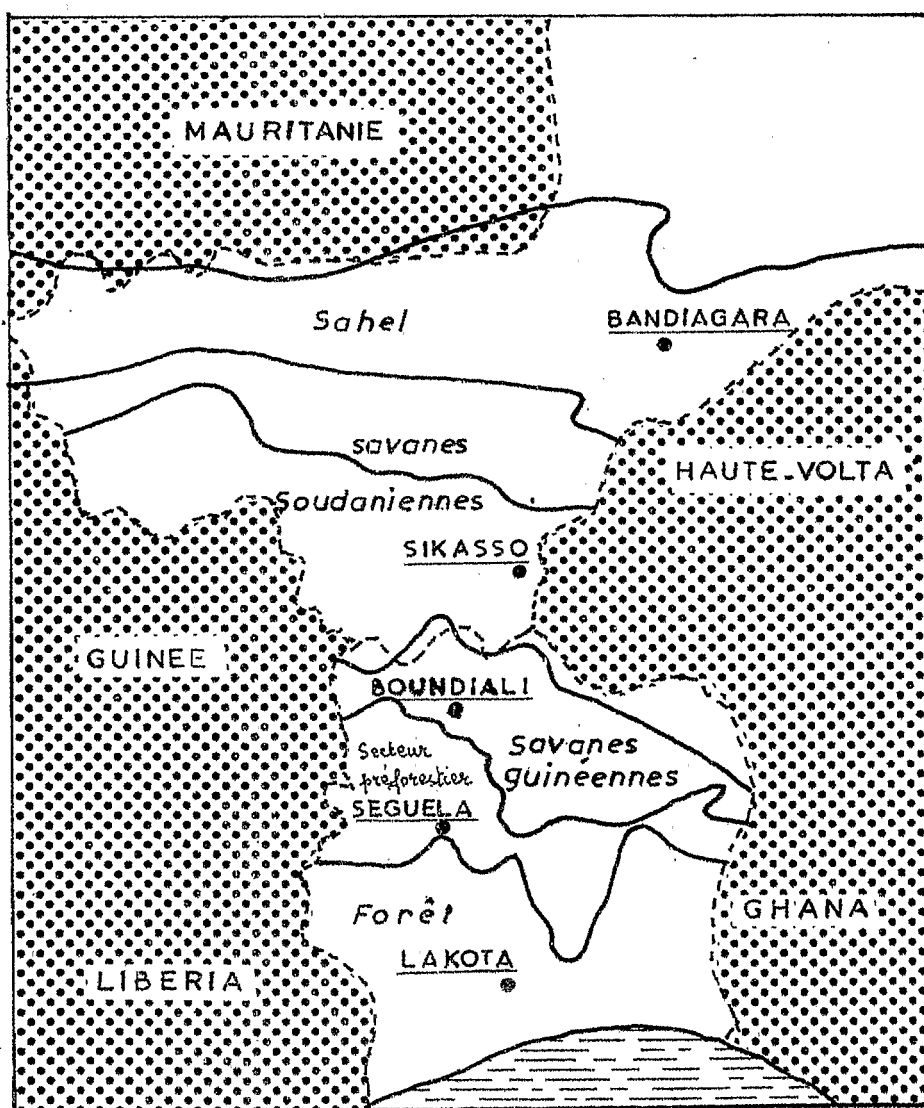 MAURITANIE
Sahel
BANDIAGARA
savanes
HAUTE-VOLTA
Soudaniennes
SIKASSO
GUINEE
BOUNDIALI
Savanes
guinéennes
Secteur
préforestier
SEGUELA
Forêt
GHANA
LAKOTA
LIBERIA